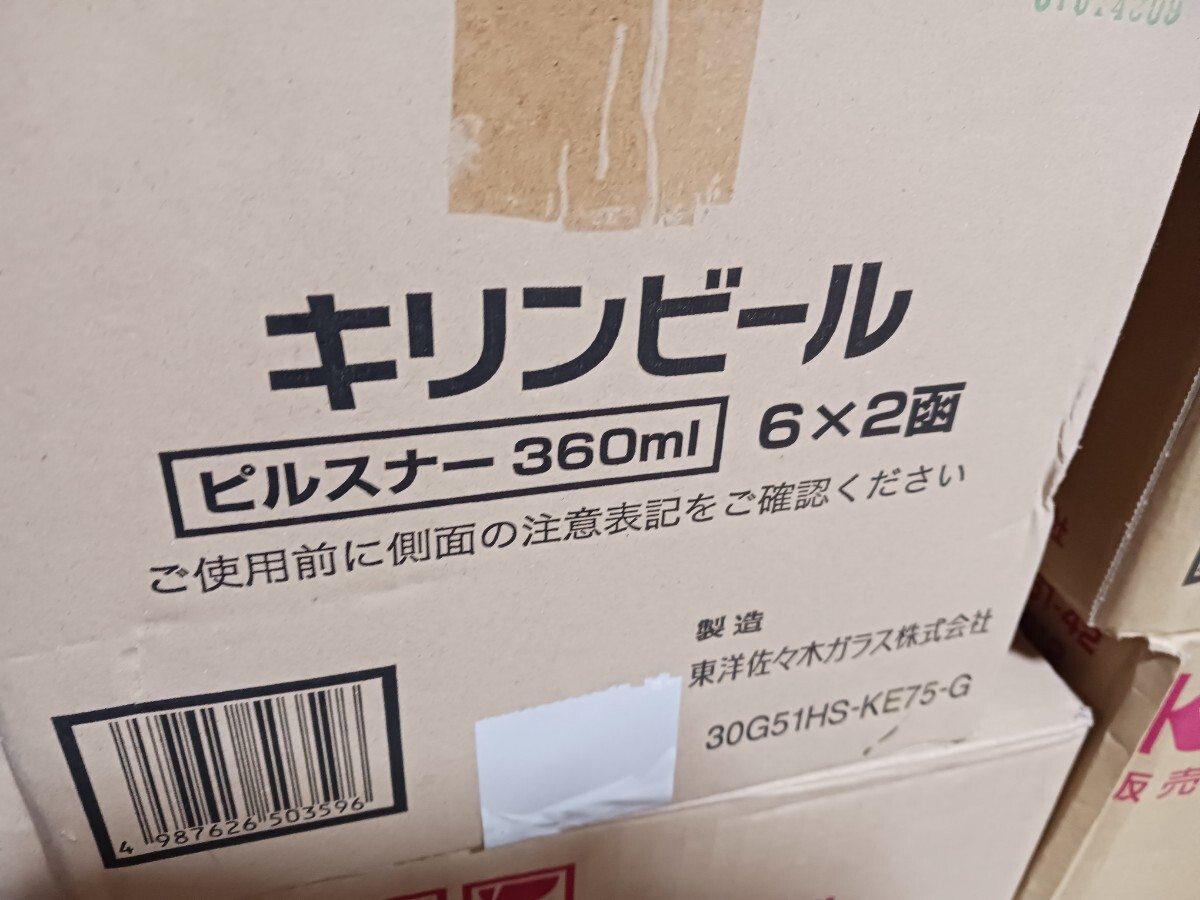 キリンビール
ピルスナー 360ml 6×2函
ご使用前に側面の注意表記をご確認ください
製造
東洋佐々木ガラス株式会社
30G51HS-KE75-G
4 987626 503596
販売